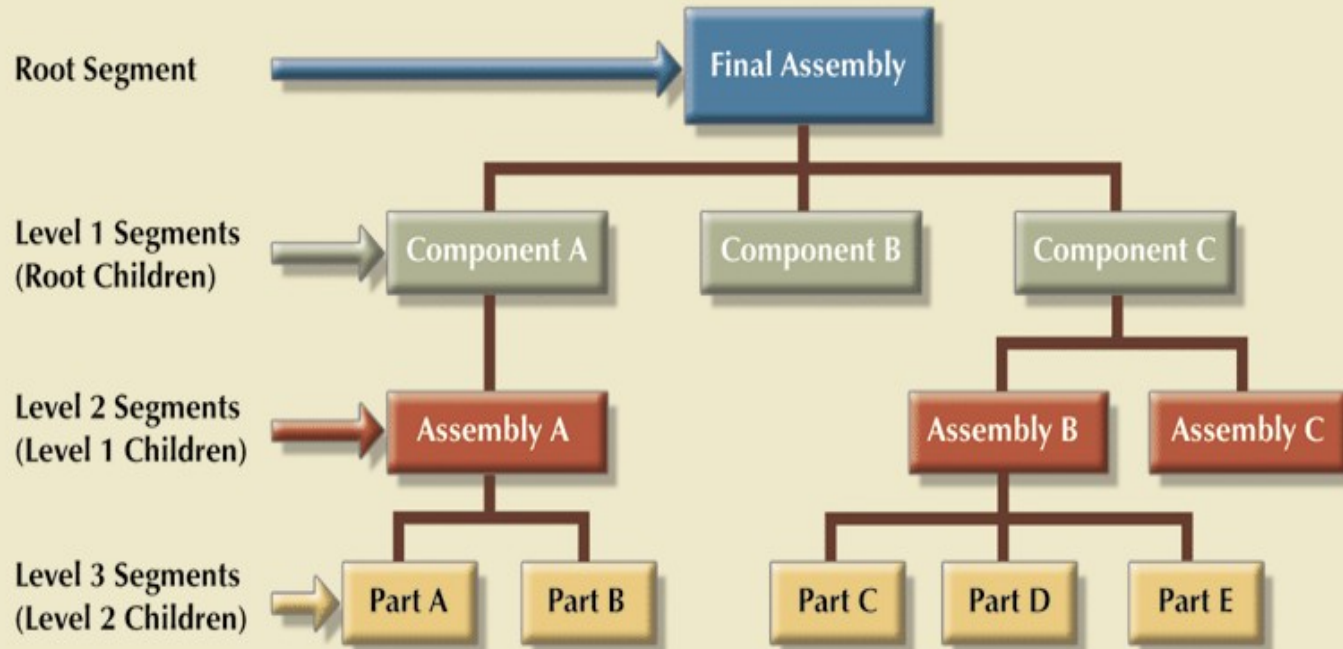 Root Segment
Final Assembly
Level 1 Segments
(Root Children)
Component A
Component B
Component C
Level 2 Segments
(Level 1 Children)
Assembly A
Assembly B
Assembly C
Level 3 Segments
(Level 2 Children)
Part A
Part B
Part C
Part D
Part E